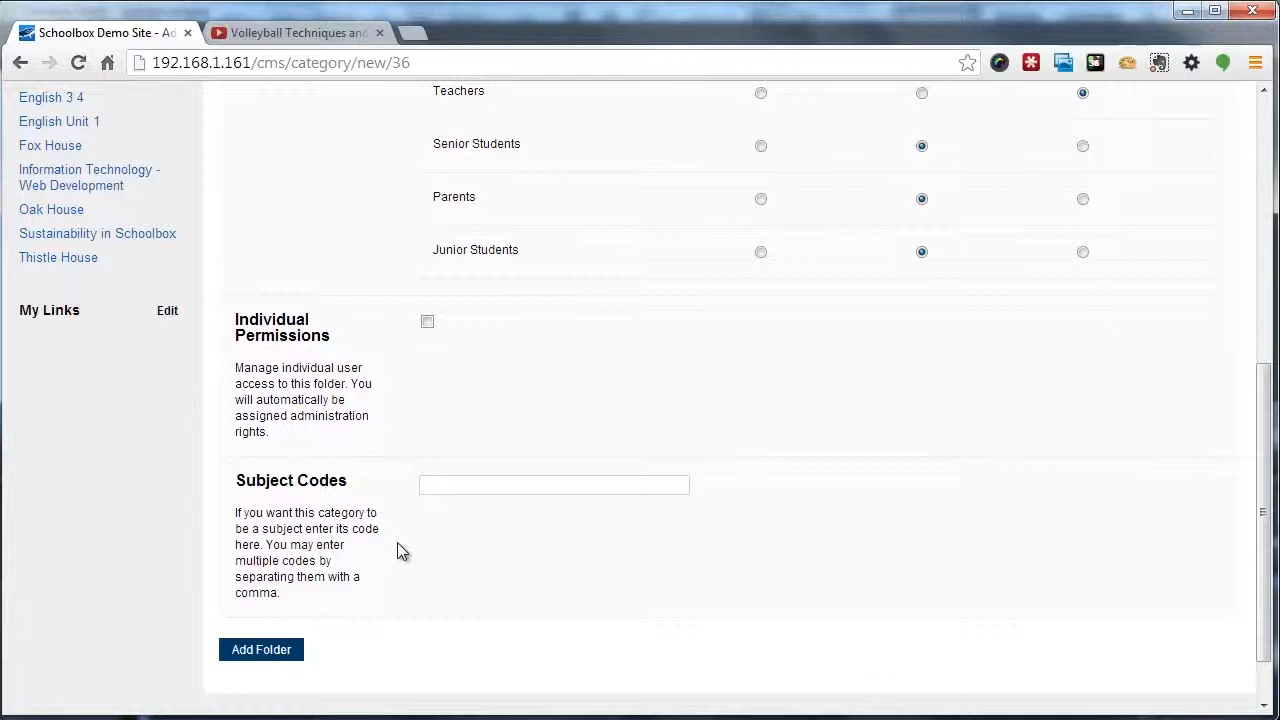 Schoolbox Demo Site - Ad
Volleyball Techniques and
192.168.1.161/cms/category/new/36
English 3 4
English Unit 1
Fox House
Information Technology -
Web Development
Oak House
Sustainability in Schoolbox
Thistle House
My Links
Edit
Teachers
Senior Students
Parents
Junior Students
Individual
Permissions
Manage individual user
access to this folder. You
will automatically be
assigned administration
rights.
Subject Codes
If you want this category to
be a subject enter its code
here. You may enter
multiple codes by
separating them with a
comma.
Add Folder